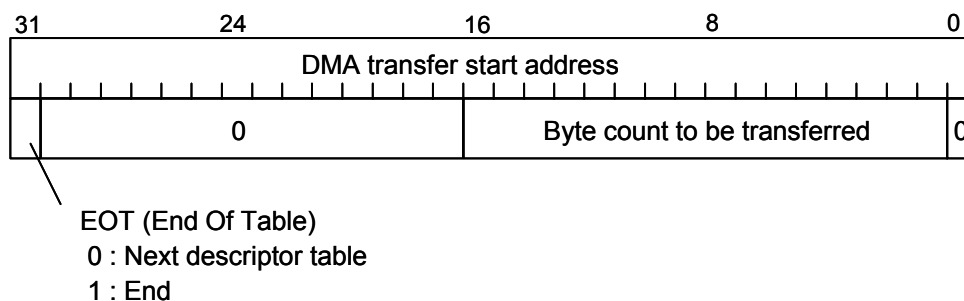 31 24 16 8 0
DMA transfer start address
0 Byte count to be transferred 0
EOT (End Of Table)
0 : Next descriptor table
1 : End